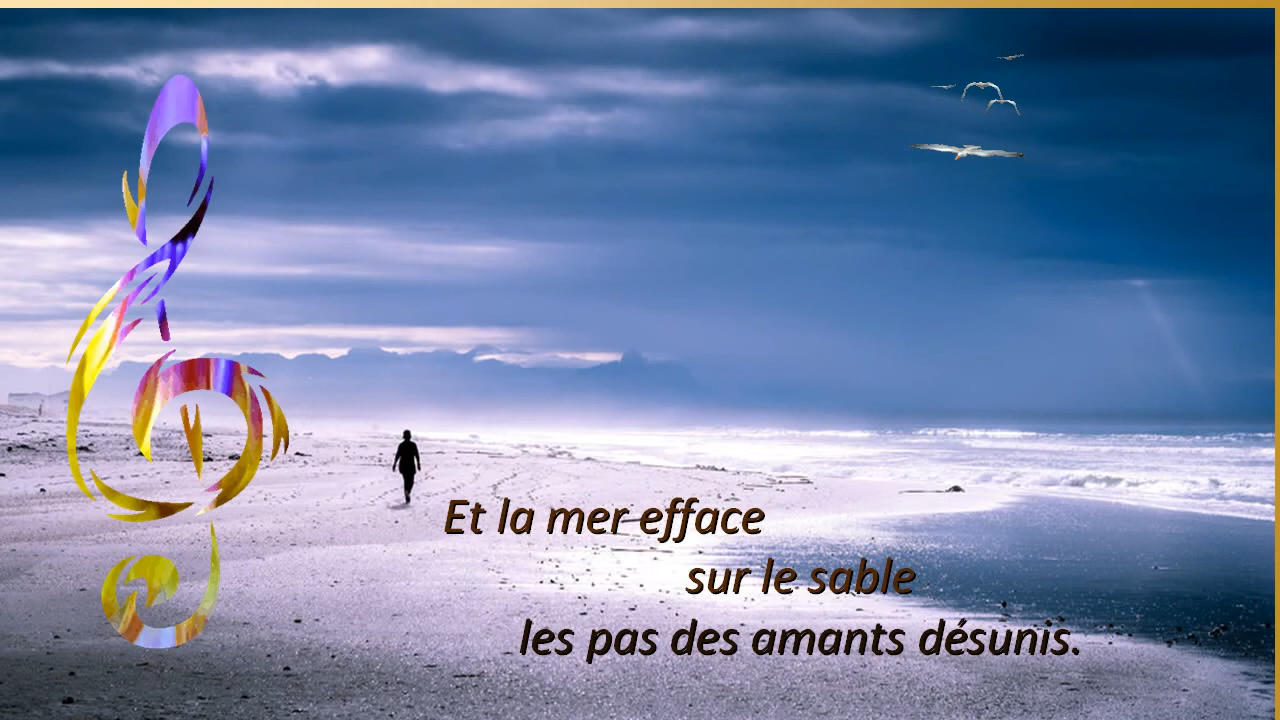 Et la mer efface
sur le sable
les pas des amants désunis.